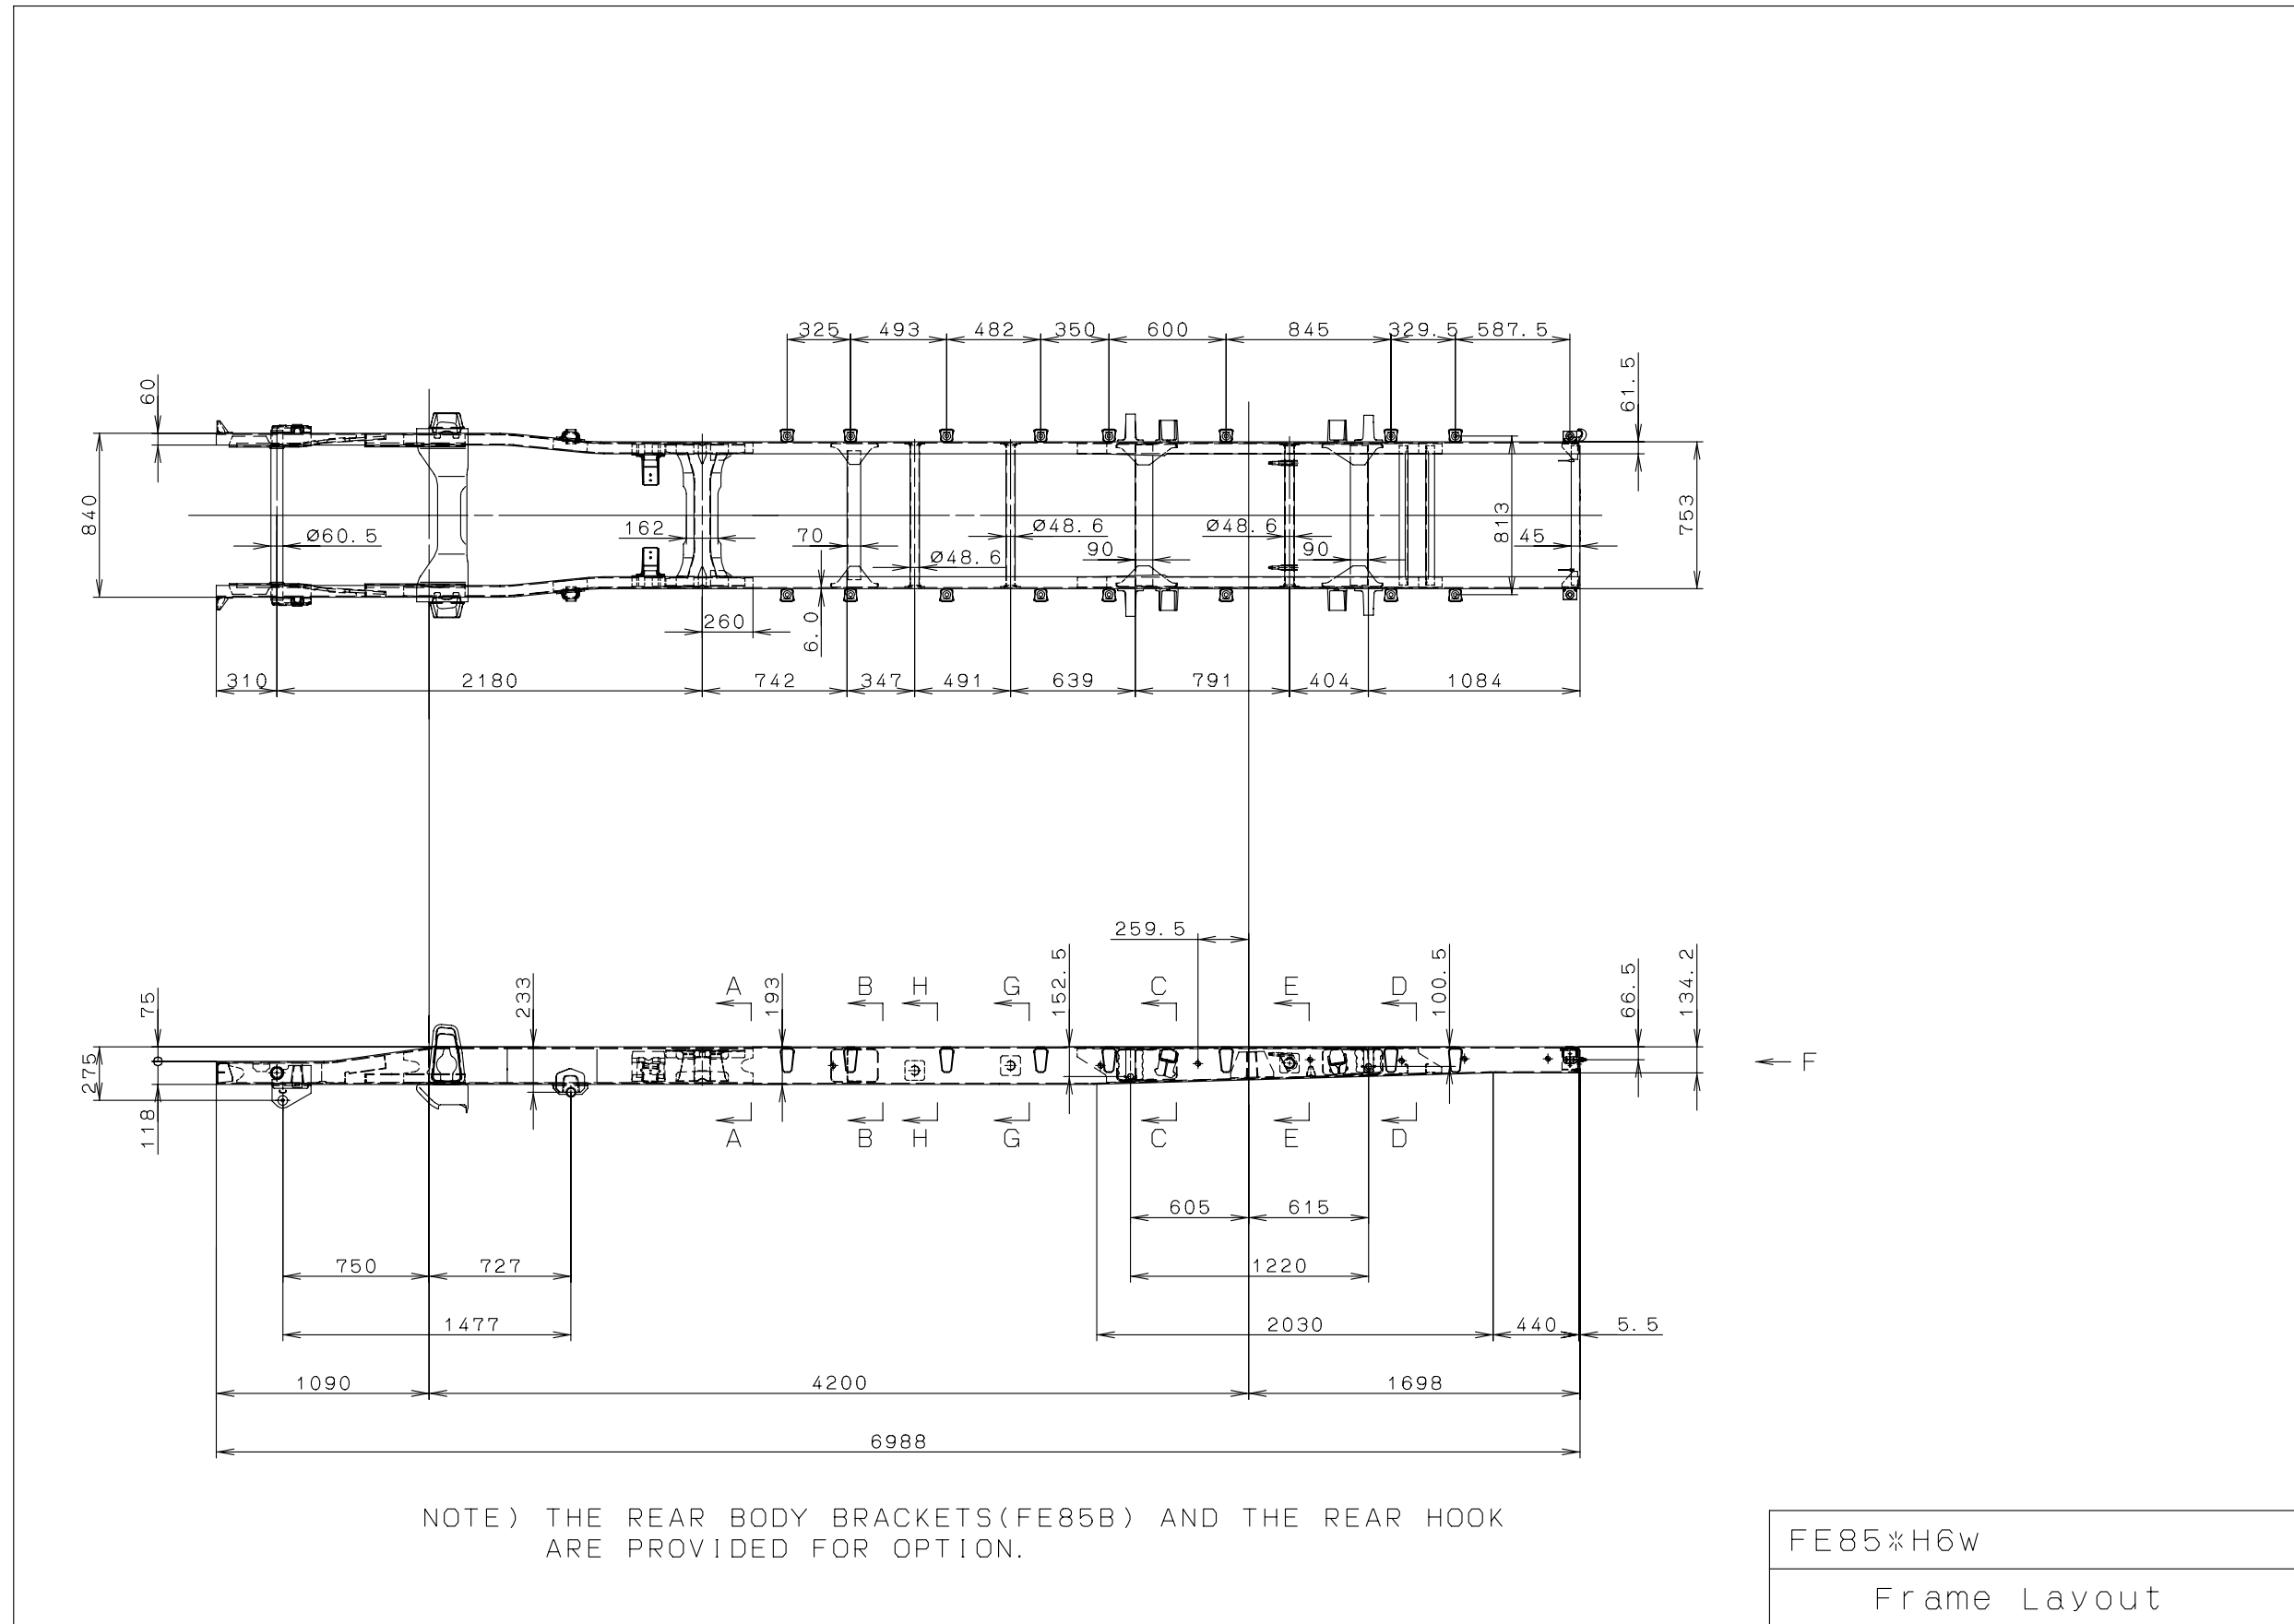 325 493 482 350 600 845 329.5 587.5
60
61.5
840
Ø60.5
162
70
Ø48.6
Ø48.6
90
Ø48.6
90
813
45
753
260
6.0
310 2180 742 347 491 639 791 404 1084
259.5
75
233
A
193
B
H
G
152.5
C
E
D
100.5
66.5
134.2
275
118
F
A
B
H
G
C
E
D
605 615
750 727 1220
1477 2030 440 5.5
1090 4200 1698
6988
NOTE) THE REAR BODY BRACKETS(FE85B) AND THE REAR HOOK
ARE PROVIDED FOR OPTION.
FE85*H6W
Frame Layout